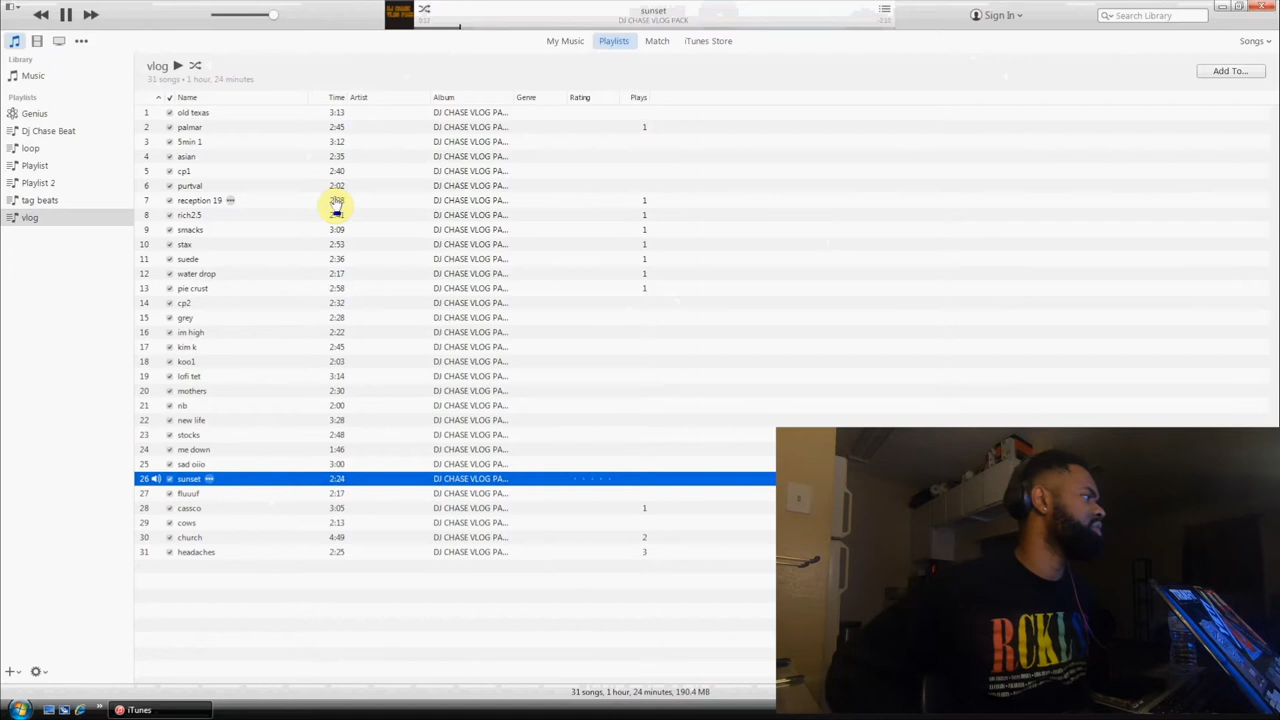 sunset
DJ CHASE VLOG PACK
0:12
-2:12
Sign In
Search Library
My Music
Playlists
Match
iTunes Store
Songs
Library
Music
Playlists
Genius
Dj Chase Beat
loop
Playlist
Playlist 2
tag beats
vlog
vlog
31 songs • 1 hour, 24 minutes
Add To...
Name Time Artist Album Genre Rating Plays
1 old texas 3:13 DJ CHASE VLOG PA...
2 palmar 2:45 DJ CHASE VLOG PA... 1
3 5min 1 3:12 DJ CHASE VLOG PA...
4 asian 2:35 DJ CHASE VLOG PA...
5 cp1 2:40 DJ CHASE VLOG PA...
6 purtval 2:02 DJ CHASE VLOG PA...
7 reception 19 DJ CHASE VLOG PA... 1
8 rich2.5 DJ CHASE VLOG PA... 1
9 smacks 3:09 DJ CHASE VLOG PA... 1
10 stax 2:53 DJ CHASE VLOG PA... 1
11 suede 2:36 DJ CHASE VLOG PA... 1
12 water drop 2:17 DJ CHASE VLOG PA... 1
13 pie crust 2:58 DJ CHASE VLOG PA... 1
14 cp2 2:32 DJ CHASE VLOG PA...
15 grey 2:28 DJ CHASE VLOG PA...
16 im high 2:22 DJ CHASE VLOG PA...
17 kim k 2:45 DJ CHASE VLOG PA...
18 koo1 2:03 DJ CHASE VLOG PA...
19 lofi tet 3:14 DJ CHASE VLOG PA...
20 mothers 2:30 DJ CHASE VLOG PA...
21 nb 2:00 DJ CHASE VLOG PA...
22 new life 3:28 DJ CHASE VLOG PA...
23 stocks 2:48 DJ CHASE VLOG PA...
24 me down 1:46 DJ CHASE VLOG PA...
25 sad oiio 3:00 DJ CHASE VLOG PA...
26 sunset 2:24 DJ CHASE VLOG PA...
27 fluuuf 2:17 DJ CHASE VLOG PA...
28 cassco 3:05 DJ CHASE VLOG PA... 1
29 cows 2:13 DJ CHASE VLOG PA...
30 church 4:49 DJ CHASE VLOG PA... 2
31 headaches 2:25 DJ CHASE VLOG PA... 3
RCKL
31 songs, 1 hour, 24 minutes, 190.4 MB
iTunes